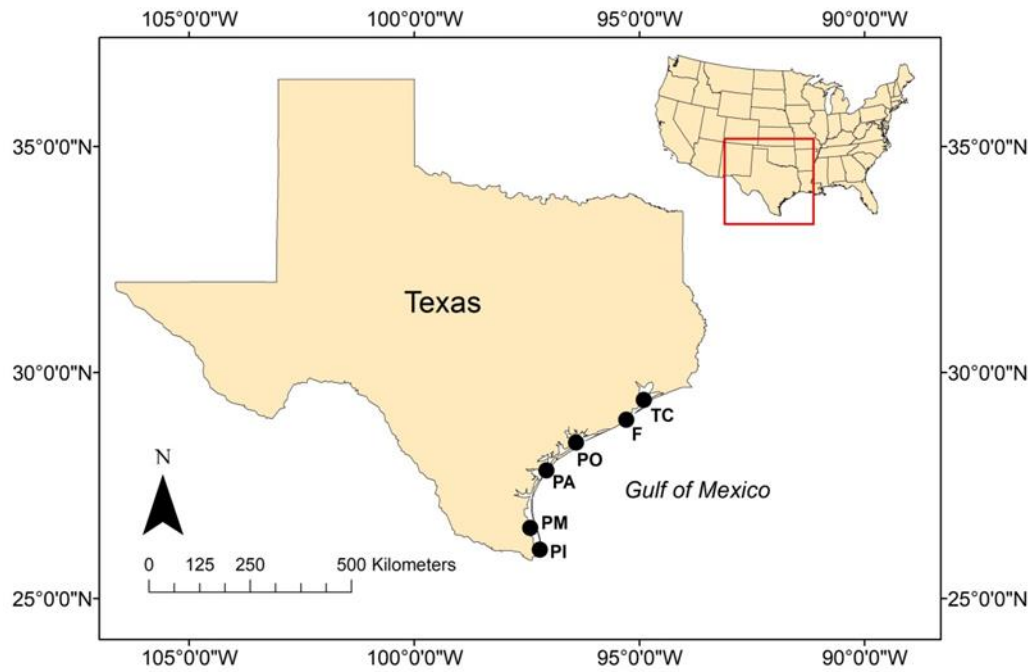 105°0'0"W 100°0'0"W 95°0'0"W 90°0'0"W
35°0'0"N 35°0'0"N
Texas
30°0'0"N 30°0'0"N
TC
F
PO
PA
Gulf of Mexico
N
PM
PI
0 125 250 500 Kilometers
25°0'0"N 25°0'0"N
105°0'0"W 100°0'0"W 95°0'0"W 90°0'0"W